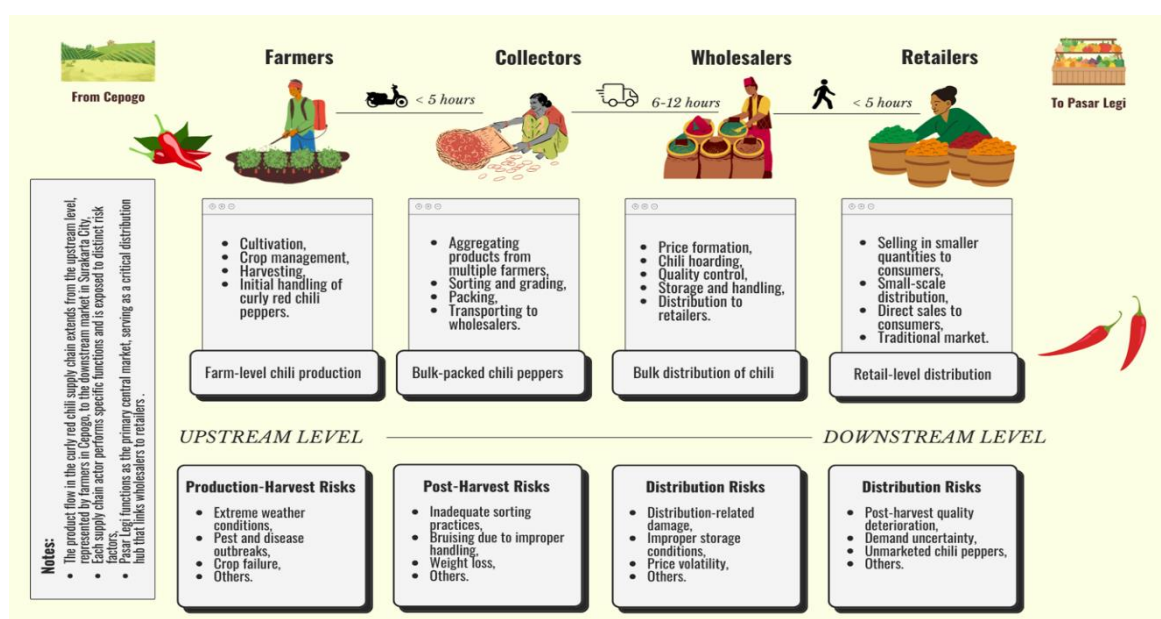 Farmers
Collectors
Wholesalers
Retailers
From Cepogo
< 5 hours
6-12 hours
< 5 hours
To Pasar Legi
Notes:
• The product flow in the curly red chili supply chain extends from the upstream level,
represented by farmers in Cepogo, to the downstream market in Surakarta City,
• Each supply chain actor performs specific functions and is exposed to distinct risk
factors,
• Pasar Legi functions as the primary central market, serving as a critical distribution
hub that links wholesalers to retailers .
• Cultivation,
• Crop management,
• Harvesting,
• Initial handling of
curly red chili
peppers.
Farm-level chili production
• Aggregating
products from
multiple farmers,
• Sorting and grading,
• Packing,
• Transporting to
wholesalers.
Bulk-packed chili peppers
• Price formation,
• Chili hoarding,
• Quality control,
• Storage and handling,
• Distribution to
retailers.
Bulk distribution of chili
• Selling in smaller
quantities to
consumers,
• Small-scale
distribution,
• Direct sales to
consumers,
• Traditional market.
Retail-level distribution
UPSTREAM LEVEL
DOWNSTREAM LEVEL
Production-Harvest Risks
• Extreme weather
conditions,
• Pest and disease
outbreaks,
• Crop failure,
• Others.
Post-Harvest Risks
• Inadequate sorting
practices,
• Bruising due to improper
handling,
• Weight loss,
• Others.
Distribution Risks
• Distribution-related
damage,
• Improper storage
conditions,
• Price volatility,
• Others.
Distribution Risks
• Post-harvest quality
deterioration,
• Demand uncertainty,
• Unmarketed chili peppers,
• Others.